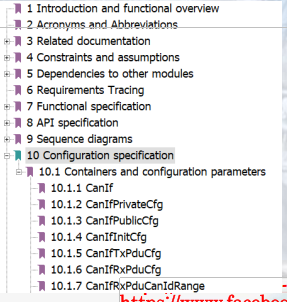 1 Introduction and functional overview
2 Acronyms and Abbreviations
3 Related documentation
4 Constraints and assumptions
5 Dependencies to other modules
6 Requirements Tracing
7 Functional specification
8 API specification
9 Sequence diagrams
10 Configuration specification
10.1 Containers and configuration parameters
10.1.1 CanIf
10.1.2 CanIfPrivateCfg
10.1.3 CanIfPublicCfg
10.1.4 CanIfInitCfg
10.1.5 CanIfTxPduCfg
10.1.6 CanIfRxPduCfg
10.1.7 CanIfRxPduCanIdRange
https://www.facebo